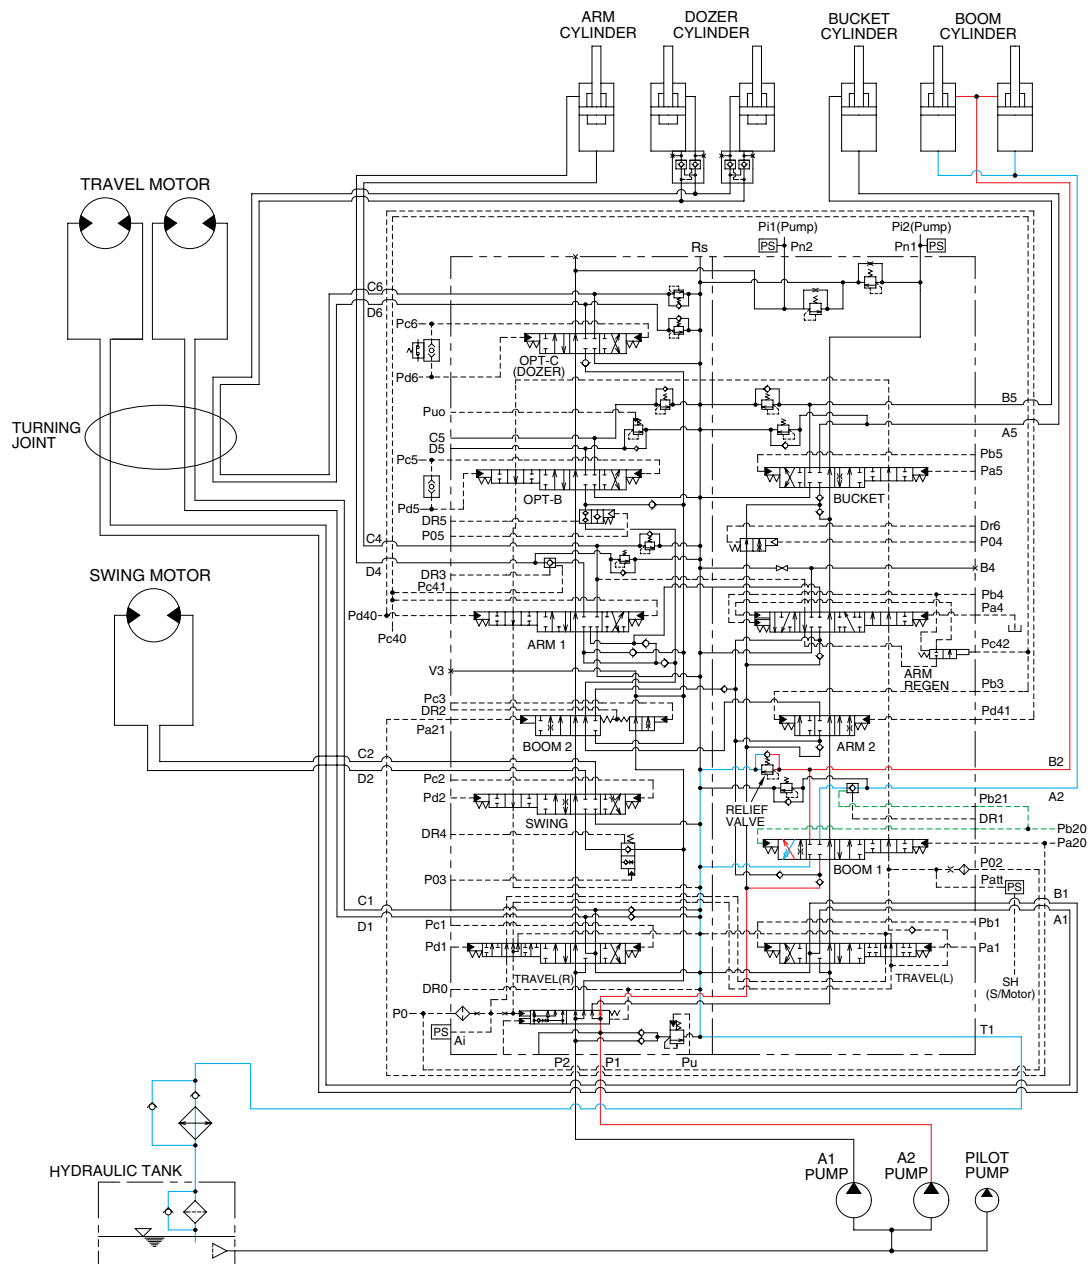 ARM
CYLINDER
DOZER
CYLINDER
BUCKET
CYLINDER
BOOM
CYLINDER
TRAVEL MOTOR
Pi1(Pump)
Pi2(Pump)
Rs
PS
Pn2
Pn1
PS
C6
D6
Pc6
OPT-C
(DOZER)
Pd6
B5
Puo
TURNING
JOINT
C5
A5
D5
Pc5
Pb5
Pa5
OPT-B
BUCKET
Pd5
DR5
Dr6
P05
P04
C4
D4
B4
DR3
SWING MOTOR
Pc41
Pb4
Pa4
Pd40
Pc40
ARM 1
Pc42
V3
ARM
REGEN
Pb3
Pc3
DR2
Pd41
Pa21
BOOM 2
ARM 2
C2
B2
D2
Pc2
Pb21
A2
Pd2
RELIEF
VALVE
DR1
SWING
Pb20
DR4
Pa20
BOOM 1
P02
P03
Patt
PS
C1
B1
D1
A1
Pc1
Pb1
Pd1
Pa1
TRAVEL(R)
TRAVEL(L)
DR0
SH
(S/Motor)
P0
PS
Ai
T1
P2
P1
Pu
HYDRAULIC TANK
A1
PUMP
A2
PUMP
PILOT
PUMP